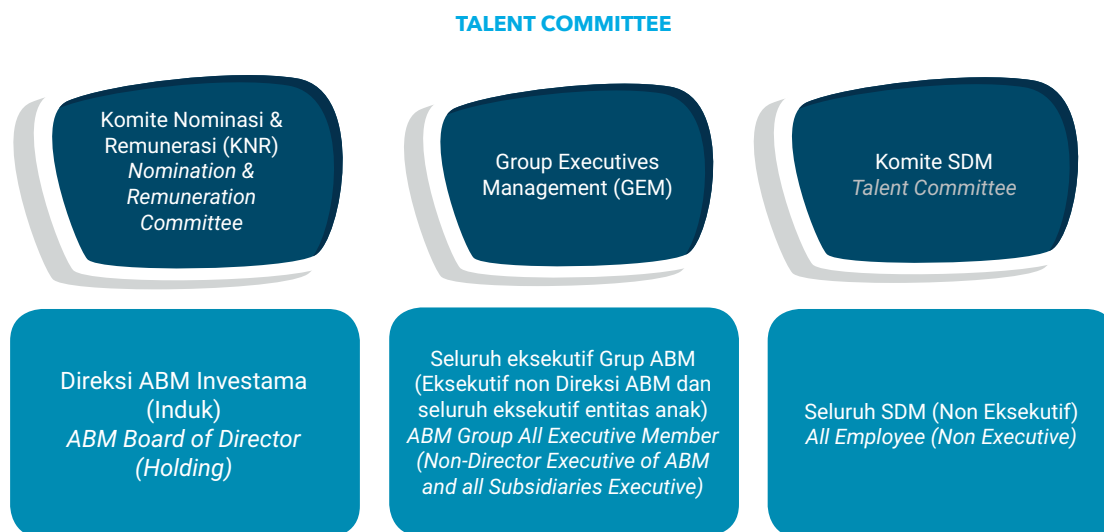 TALENT COMMITTEE
Komite Nominasi &
Remunerasi (KNR)
Nomination &
Remuneration
Committee
Group Executives
Management (GEM)
Komite SDM
Talent Committee
Direksi ABM Investama
(Induk)
ABM Board of Director
(Holding)
Seluruh eksekutif Grup ABM
(Eksekutif non Direksi ABM dan
seluruh eksekutif entitas anak)
ABM Group All Executive Member
(Non-Director Executive of ABM
and all Subsidiaries Executive)
Seluruh SDM (Non Eksekutif)
All Employee (Non Executive)